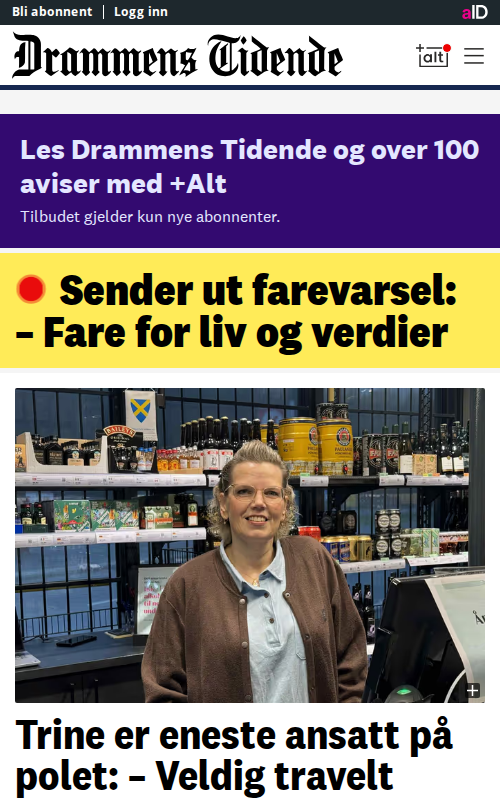 Bli abonnent | Logg inn
aID
Drammens Tidende
+alt
Les Drammens Tidende og over 100
aviser med +Alt
Tilbudet gjelder kun nye abonnenter.
Sender ut farevarsel:
– Fare for liv og verdier
BAILEYS
Trine er eneste ansatt på
polet: – Veldig travelt